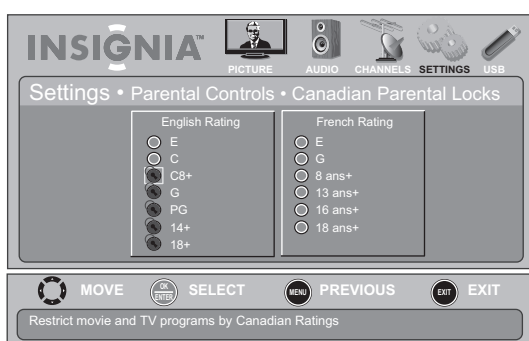 INSIGNIA™
PICTURE AUDIO CHANNELS SETTINGS USB
Settings • Parental Controls • Canadian Parental Locks
English Rating
E
C
C8+
G
PG
14+
18+
French Rating
E
G
8 ans+
13 ans+
16 ans+
18 ans+
MOVE OK ENTER SELECT MENU PREVIOUS EXIT EXIT
Restrict movie and TV programs by Canadian Ratings